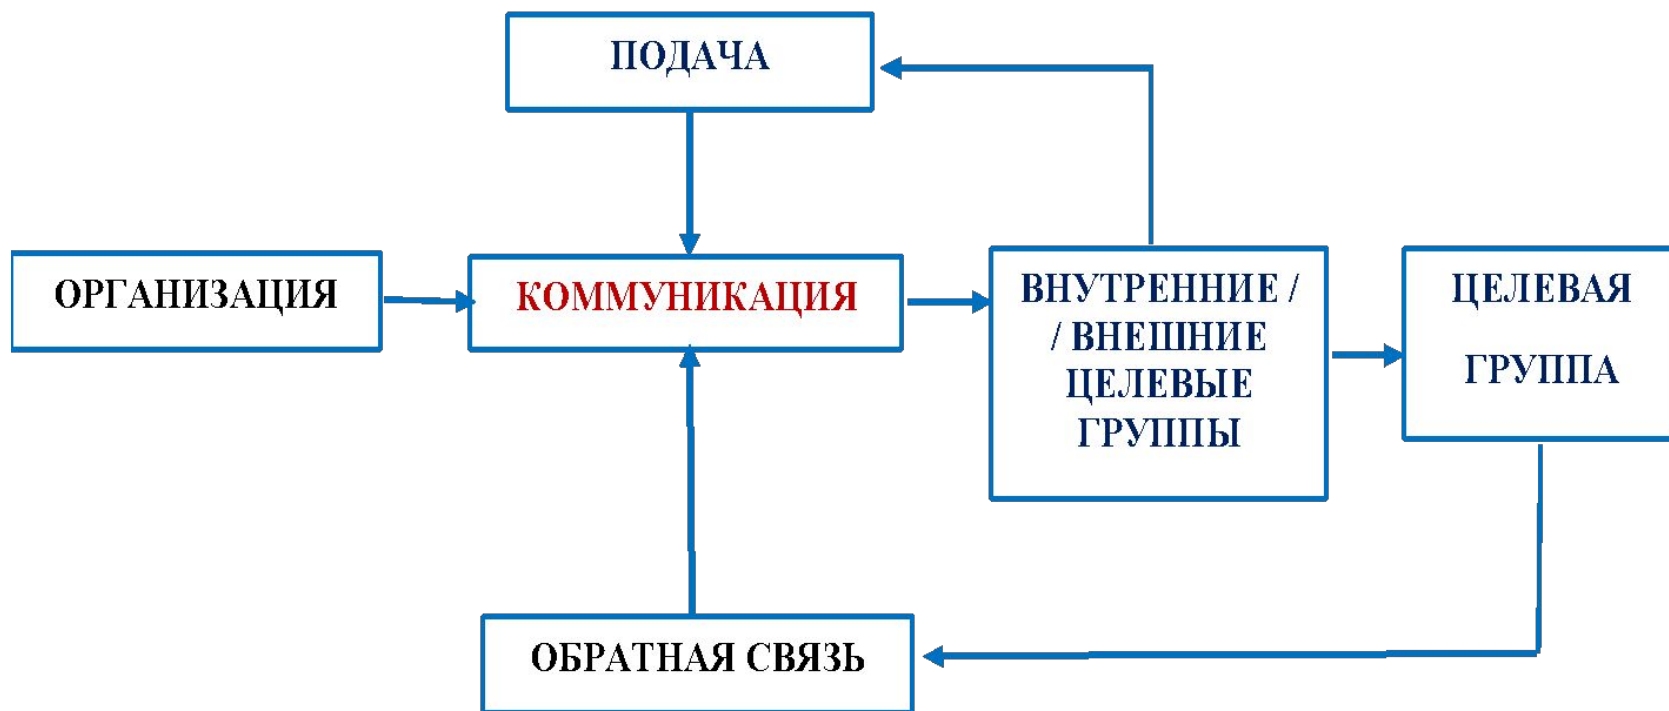 ПОДАЧА
ОРГАНИЗАЦИЯ
КОММУНИКАЦИЯ
ВНУТРЕННИЕ /
/ ВНЕШНИЕ
ЦЕЛЕВЫЕ
ГРУППЫ
ЦЕЛЕВАЯ
ГРУППА
ОБРАТНАЯ СВЯЗЬ